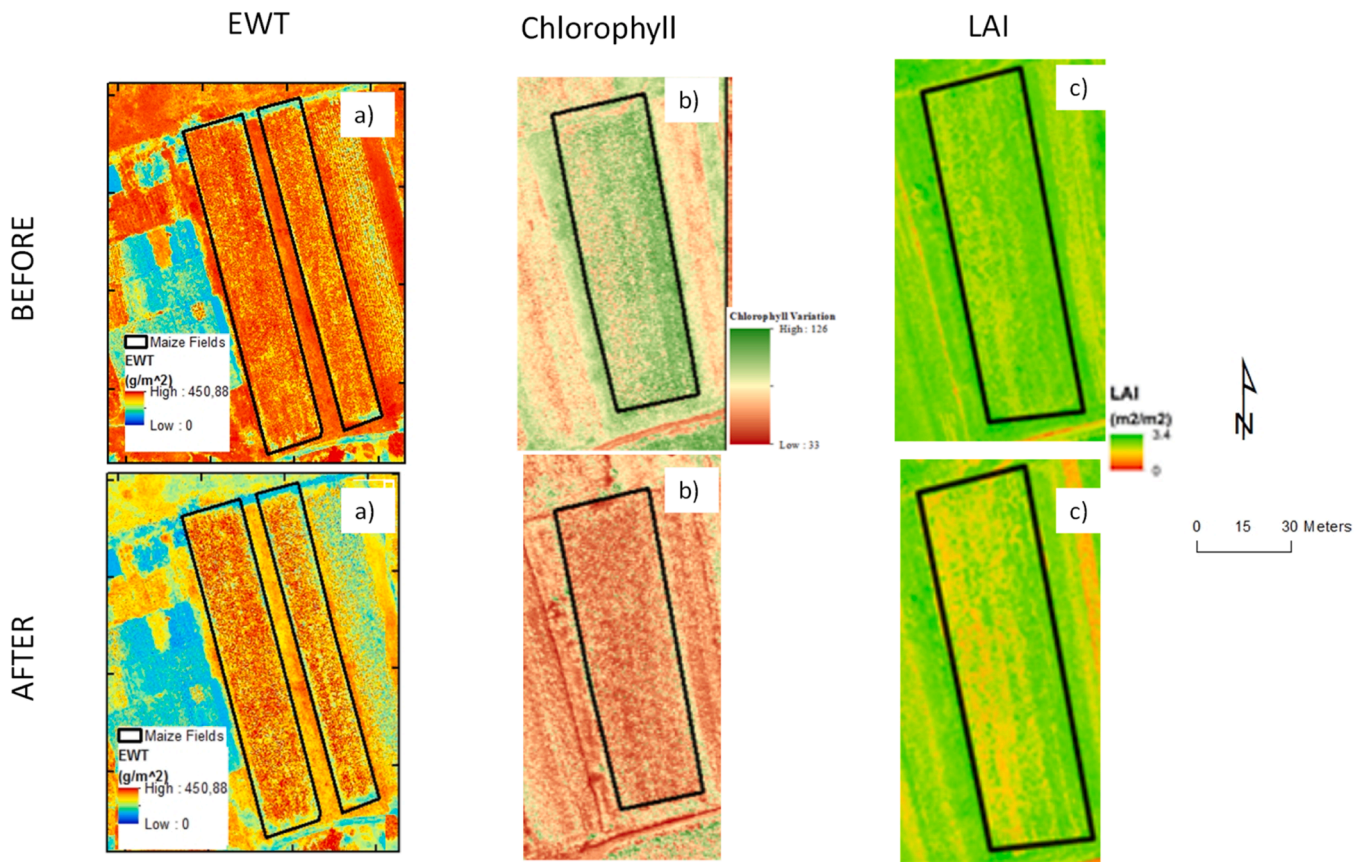 EWT
Chlorophyll
LAI
BEFORE
a)
Maize Fields
EWT
(g/m^2)
High : 450,88
Low : 0
b)
Chlorophyll Variation
High : 126
Low : 33
c)
LAI
(m2/m2)
3.4
0
N
0 15 30 Meters
AFTER
a)
Maize Fields
EWT
(g/m^2)
High : 450,88
Low : 0
b)
c)